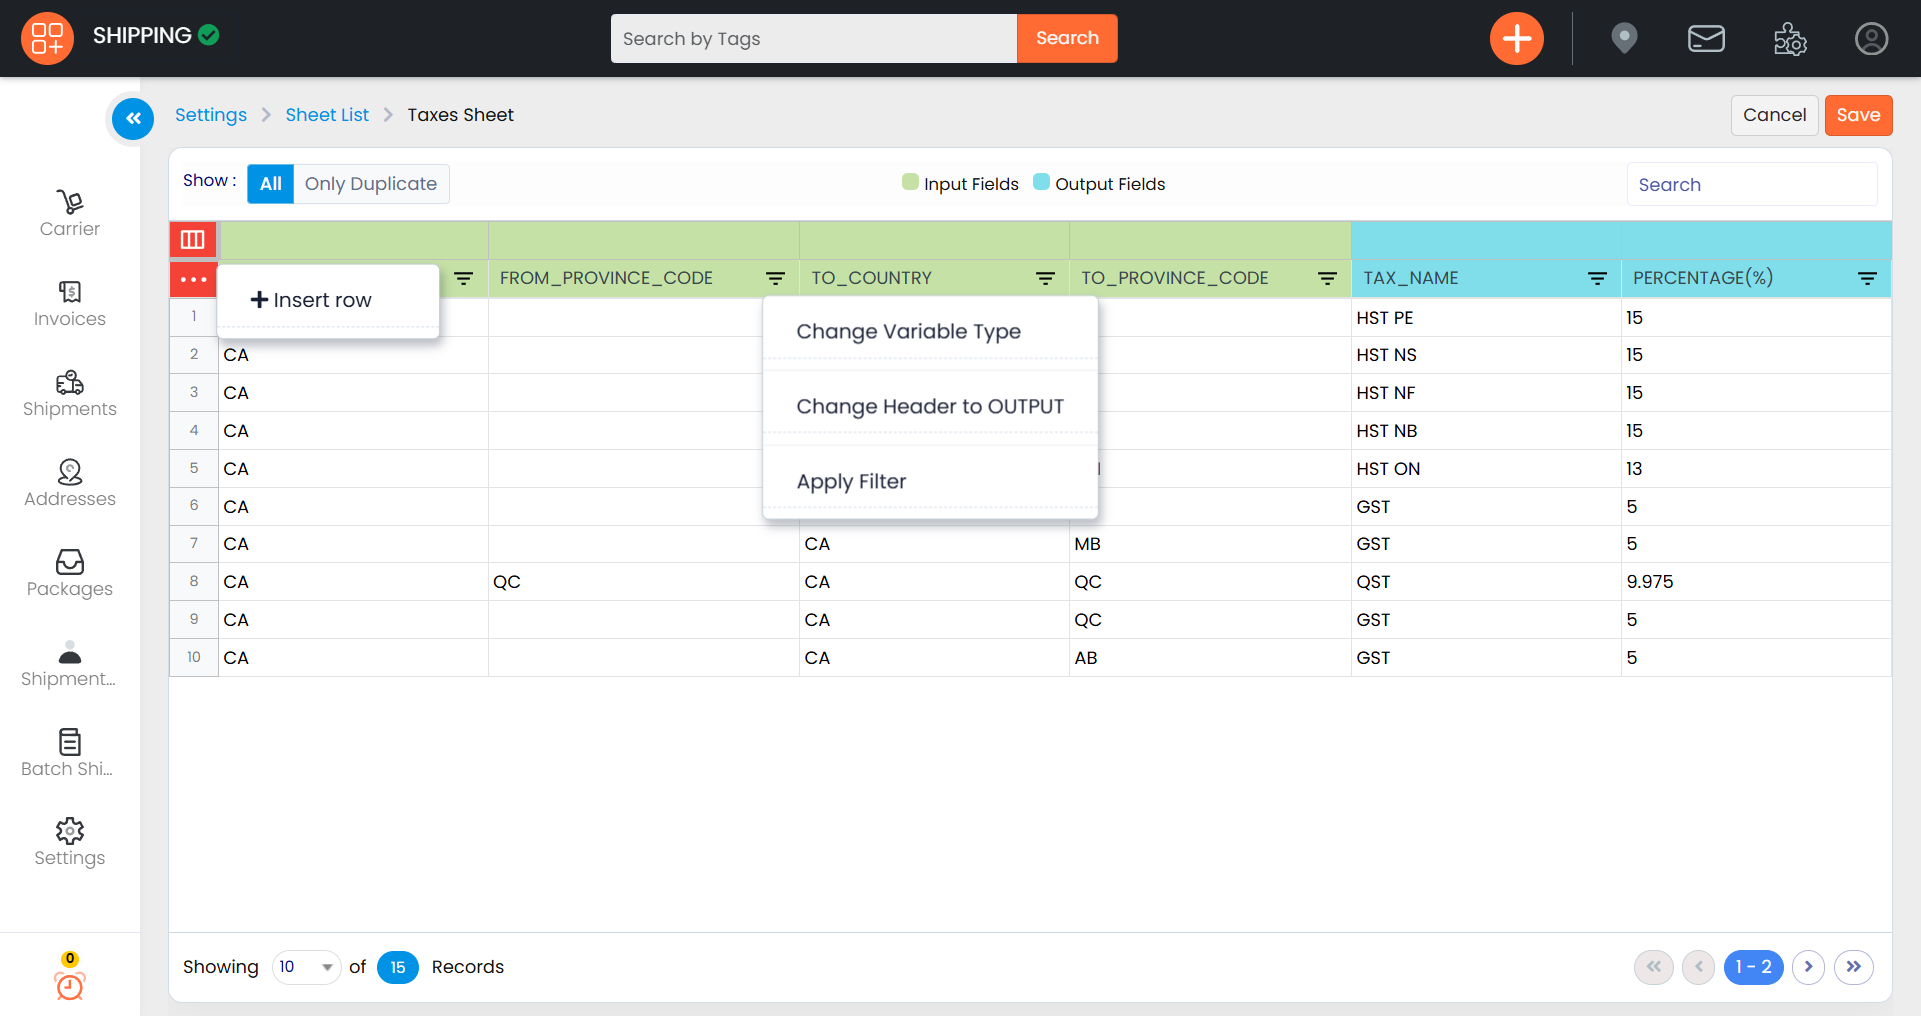 SHIPPING
Search by Tags
Search
Settings
Sheet List
Taxes Sheet
Cancel
Save
Show :
All
Only Duplicate
Input Fields
Output Fields
Search
FROM_PROVINCE_CODE
TO_COUNTRY
TO_PROVINCE_CODE
TAX_NAME
PERCENTAGE(%)
Insert row
Change Variable Type
Change Header to OUTPUT
Apply Filter
1 HST PE 15
2 CA HST NS 15
3 CA HST NF 15
4 CA HST NB 15
5 CA HST ON 13
6 CA GST 5
7 CA CA MB GST 5
8 CA QC CA QC QST 9.975
9 CA CA QC GST 5
10 CA CA AB GST 5
Carrier
Invoices
Shipments
Addresses
Packages
Shipment...
Batch Shi...
Settings
0
Showing 10 of 15 Records
1 - 2